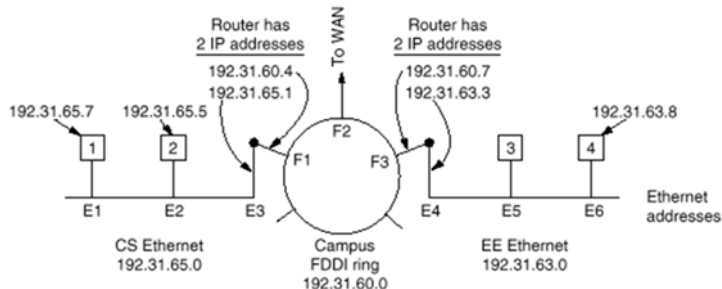 Router has
2 IP addresses
192.31.60.4
192.31.65.1
To WAN
Router has
2 IP addresses
192.31.60.7
192.31.63.3
192.31.65.7
192.31.65.5
192.31.63.8
1
2
F1
F2
F3
3
4
E1
E2
E3
E4
E5
E6
Ethernet
addresses
CS Ethernet
192.31.65.0
Campus
FDDI ring
192.31.60.0
EE Ethernet
192.31.63.0